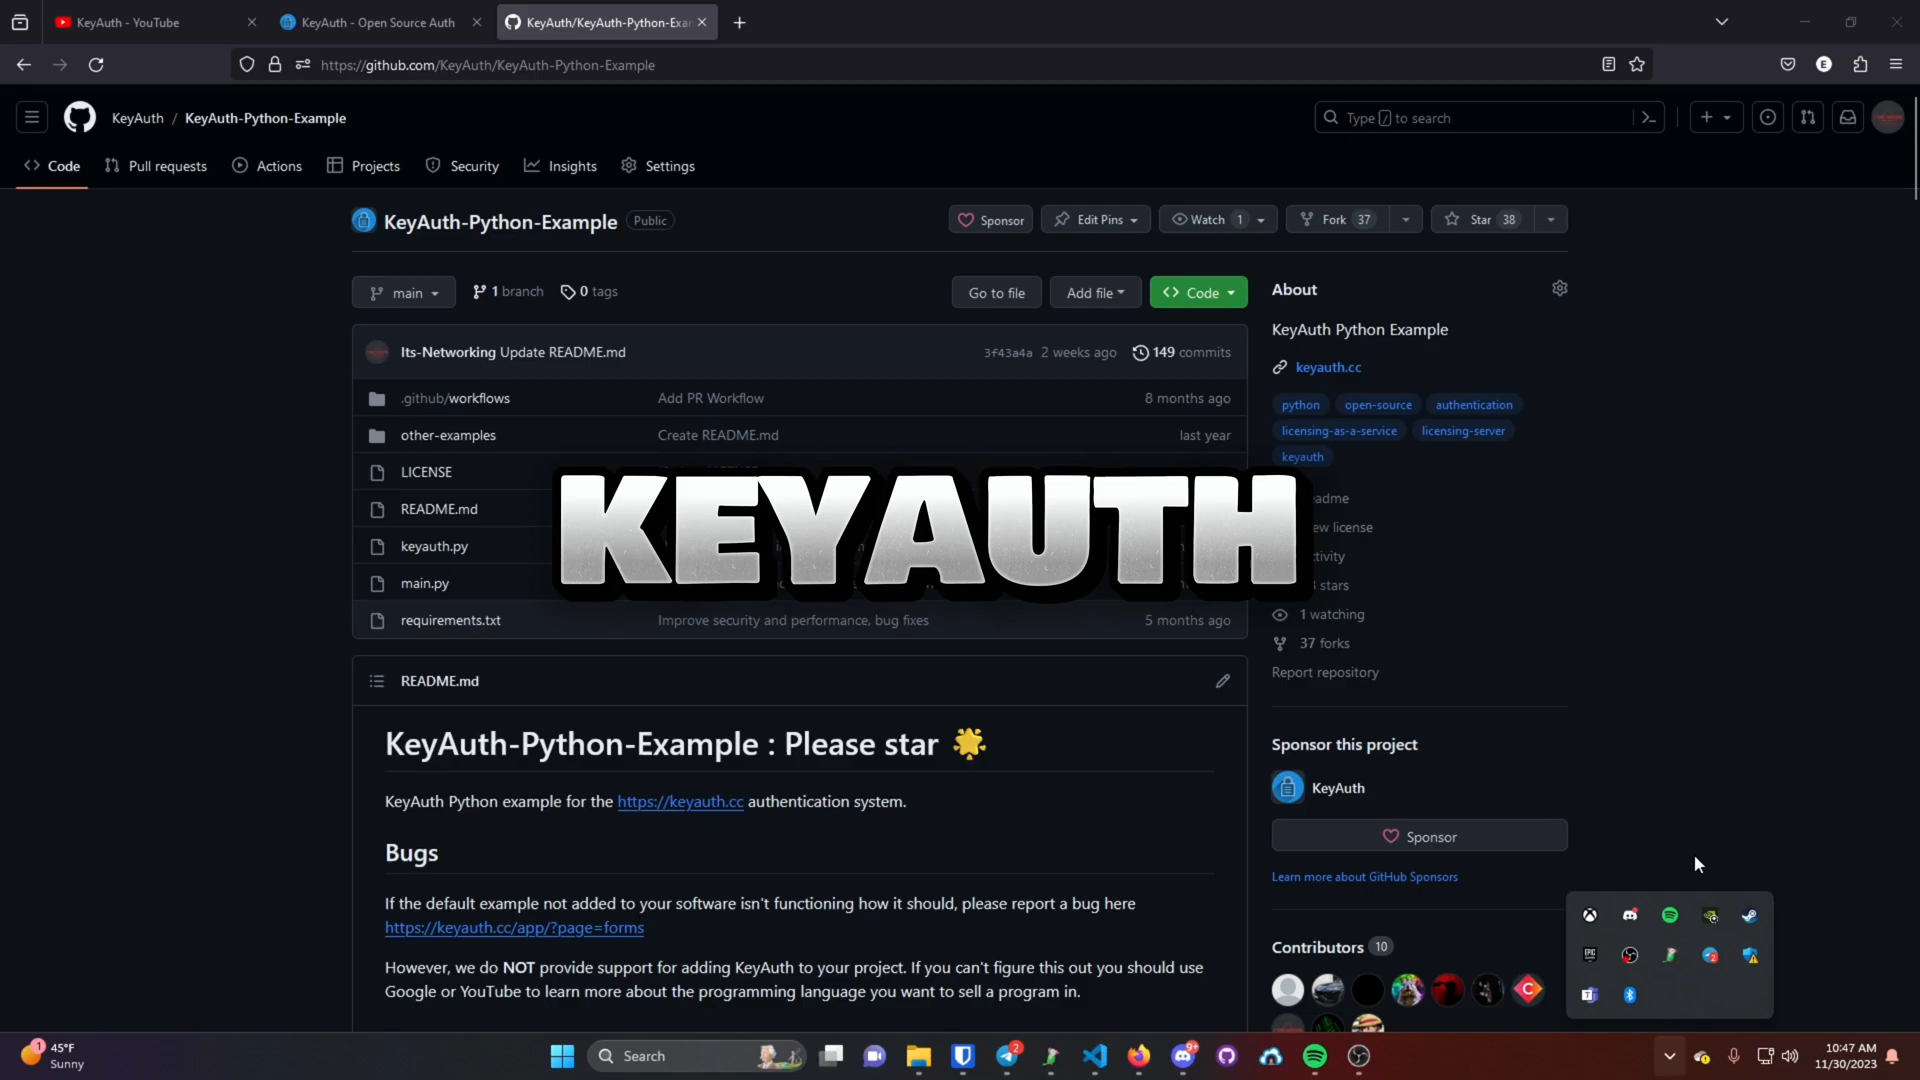 KeyAuth - YouTube
KeyAuth - Open Source Auth
KeyAuth/KeyAuth-Python-Exa
https://github.com/KeyAuth/KeyAuth-Python-Example
E
KeyAuth / KeyAuth-Python-Example
Type / to search
Code
Pull requests
Actions
Projects
Security
Insights
Settings
KeyAuth-Python-Example
Public
Sponsor
Edit Pins
Watch 1
Fork 37
Star 38
main
1 branch
0 tags
Go to file
Add file
Code
Its-Networking Update README.md
3f43a4a 2 weeks ago
149 commits
.github/workflows
Add PR Workflow
8 months ago
other-examples
Create README.md
last year
LICENSE
README.md
keyauth.py
main.py
requirements.txt
Improve security and performance, bug fixes
5 months ago
KEYAUTH
About
KeyAuth Python Example
keyauth.cc
python
open-source
authentication
licensing-as-a-service
licensing-server
keyauth
stars
1 watching
37 forks
Report repository
README.md
KeyAuth-Python-Example : Please star 🌟
KeyAuth Python example for the https://keyauth.cc authentication system.
Bugs
If the default example not added to your software isn't functioning how it should, please report a bug here
https://keyauth.cc/app/?page=forms
However, we do NOT provide support for adding KeyAuth to your project. If you can't figure this out you should use
Google or YouTube to learn more about the programming language you want to sell a program in.
Sponsor this project
KeyAuth
Sponsor
Learn more about GitHub Sponsors
Contributors 10
EPIC
2
1
45°F
Sunny
Search
2
9+
10:47 AM
11/30/2023